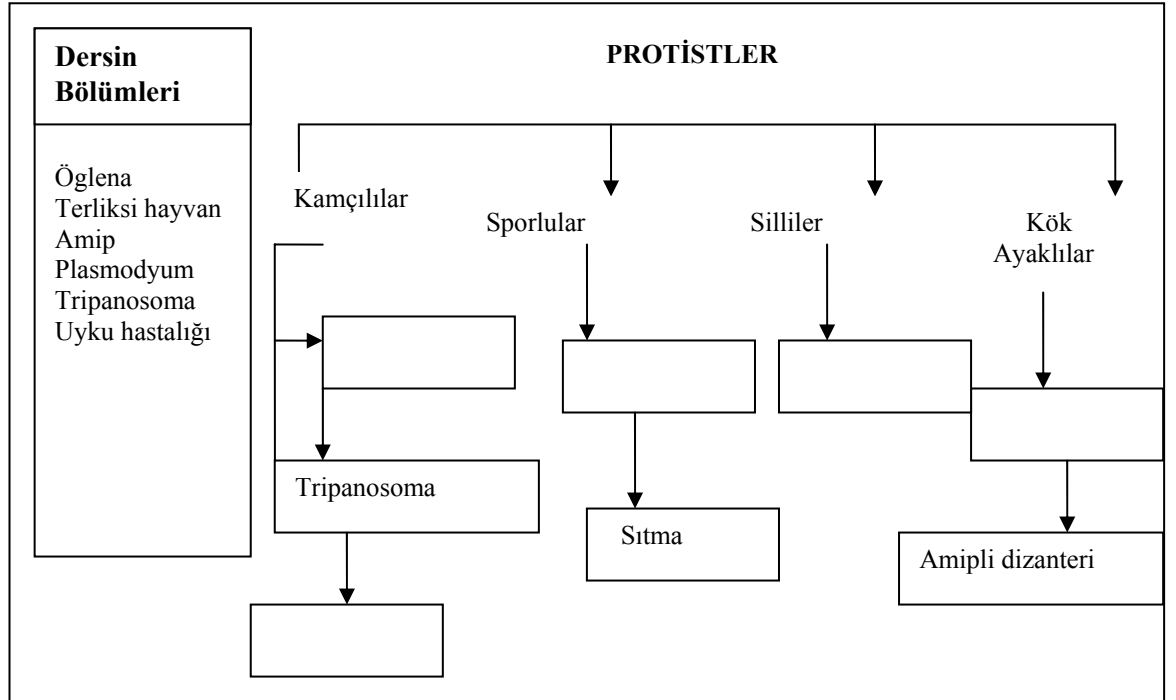 Dersin
Bölümleri
PROTİSTLER
Öglena
Terliksi hayvan
Amip
Plasmodyum
Tripanosoma
Uyku hastalığı
Kamçılılar
Sporlular
Silliler
Kök
Ayaklılar
Tripanosoma
Sıtma
Amipli dizanteri